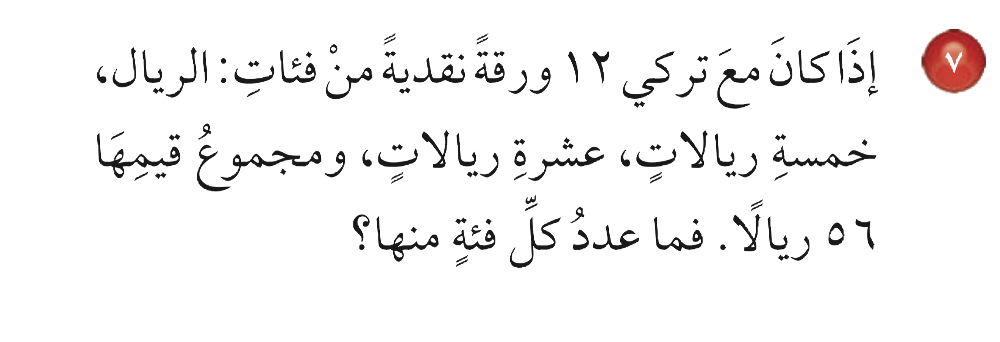 ٧ إذَا كانَ معَ تركي ١٢ ورقةً نقديةً منْ فئاتِ: الريال،
خمسةِ ريالاتٍ، عشرةِ ريالاتٍ، ومجموعُ قيمِهَا
٥٦ ريالًا. فما عددُ كلِّ فئةٍ منها؟